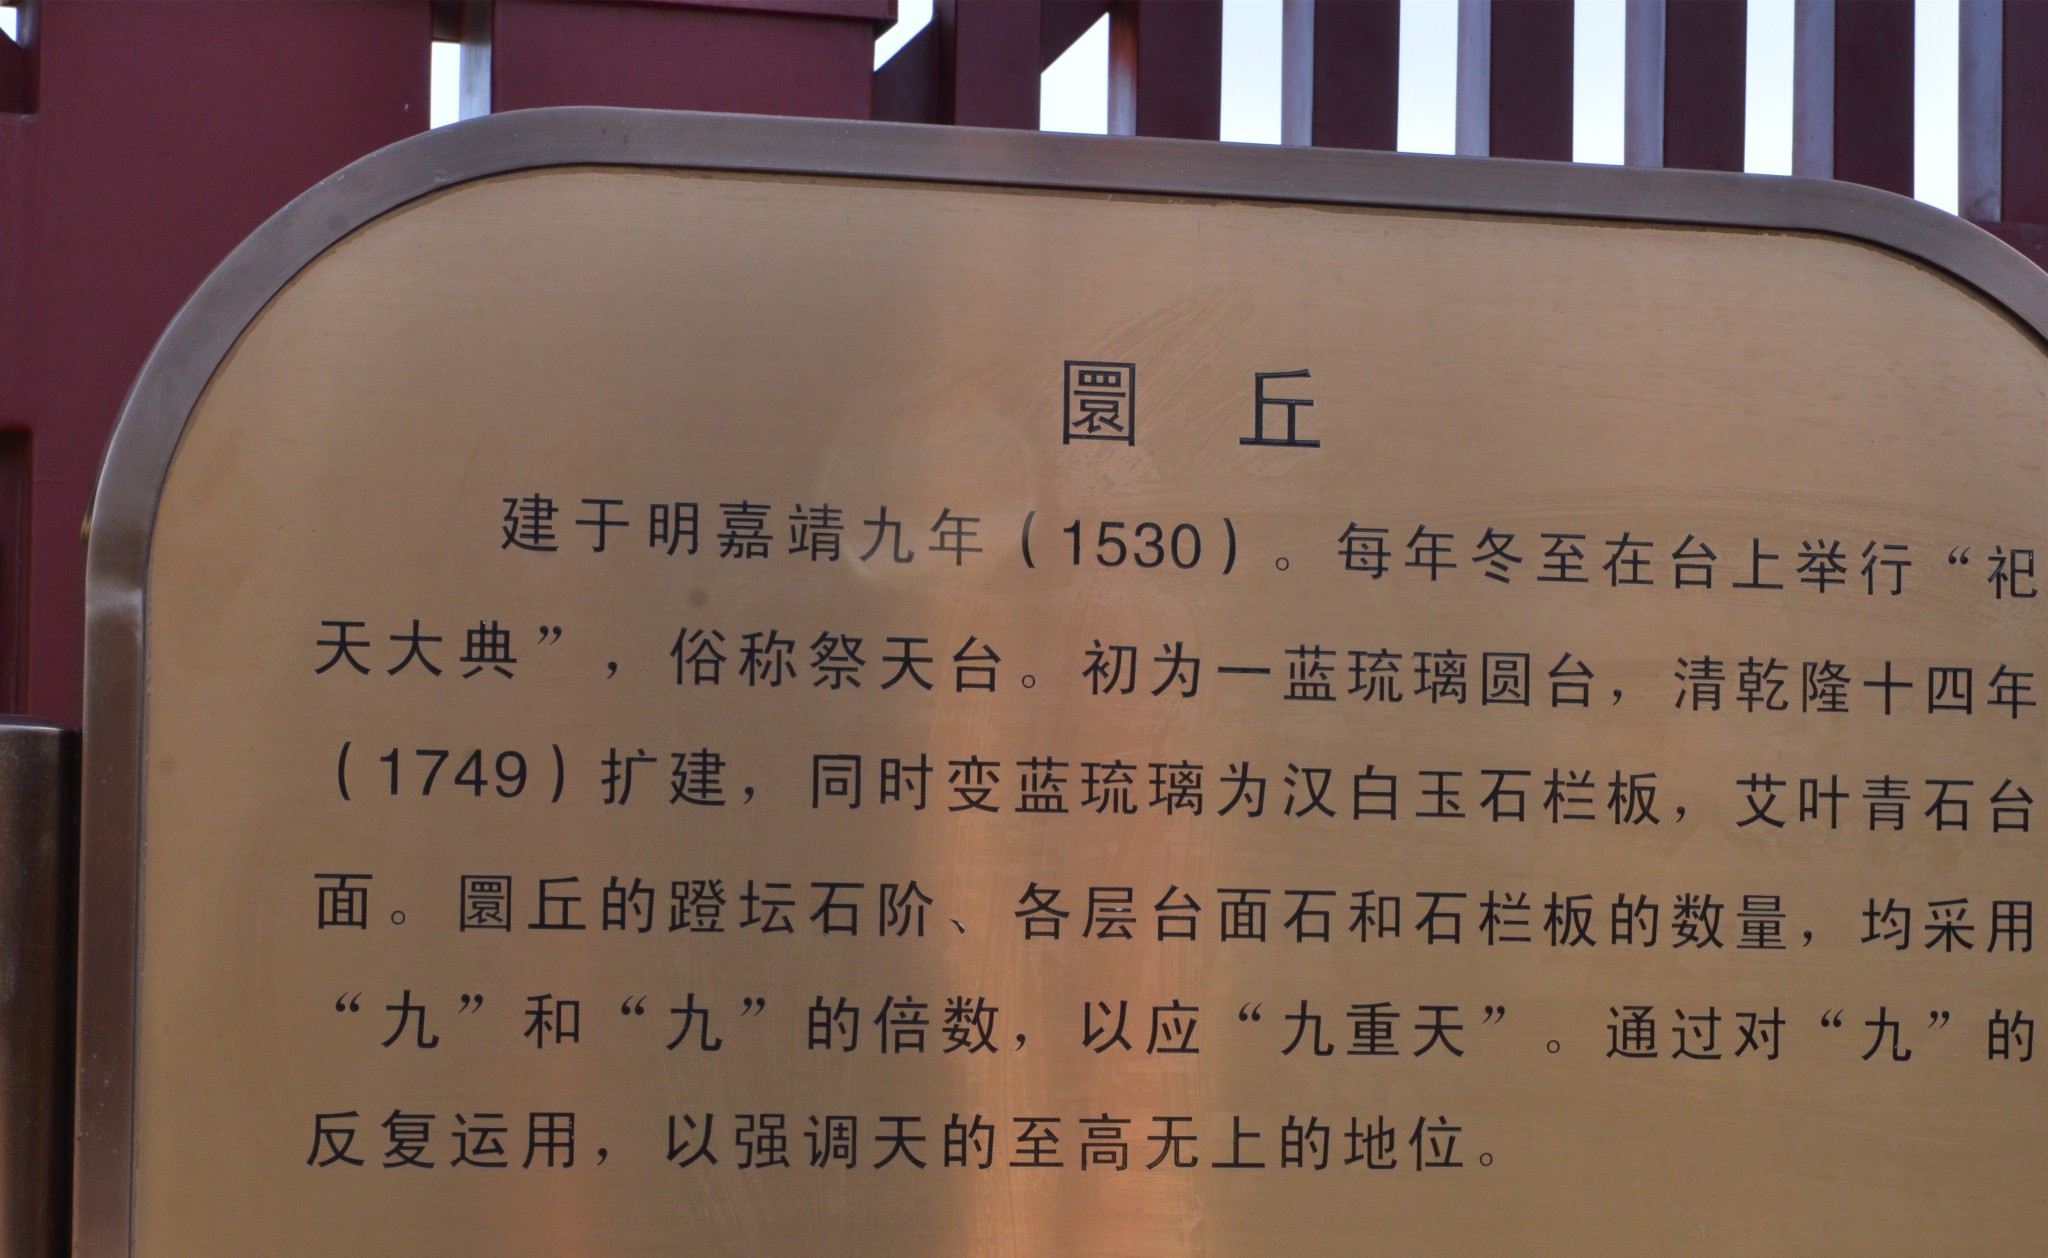 圜丘
建于明嘉靖九年（1530）。每年冬至在台上举行“祀
天大典”，俗称祭天台。初为一蓝琉璃圆台，清乾隆十四年
（1749）扩建，同时变蓝琉璃为汉白玉石栏板，艾叶青石台
面。圜丘的蹬坛石阶、各层台面石和石栏板的数量，均采用
“九”和“九”的倍数，以应“九重天”。通过对“九”的
反复运用，以强调天的至高无上的地位。